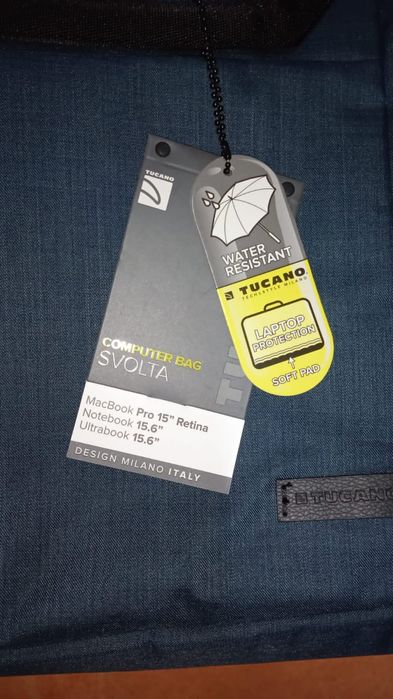 TUCANO
COMPUTER BAG
SVOLTA
MacBook Pro 15" Retina
Notebook 15.6"
Ultrabook 15.6"
DESIGN MILANO ITALY
WATER
RESISTANT
TUCANO
TECHESTYLE MILANO
LAPTOP
PROTECTION
SOFT PAD
TUCANO